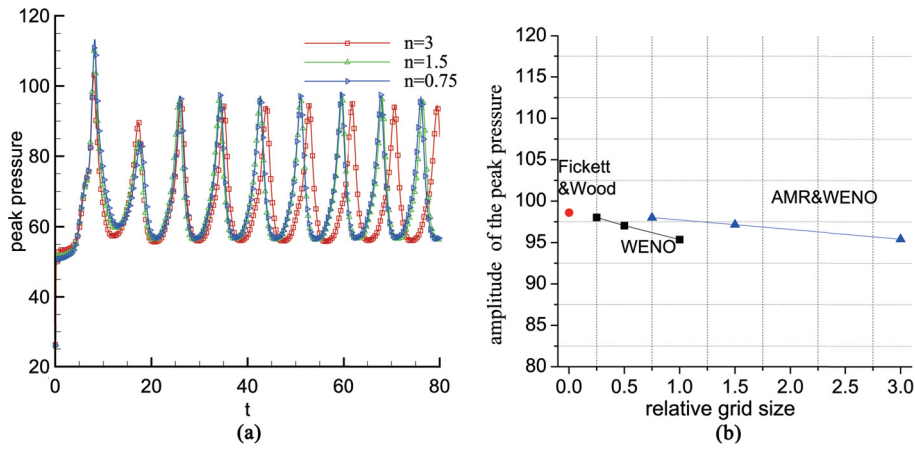 120
100
80
60
40
20
peak pressure
n=3
n=1.5
n=0.75
0 20 40 60 80
t
(a)
120
115
110
105
100
95
90
85
80
amplitude of the peak pressure
Fickett
&Wood
WENO
AMR&WENO
0.0 0.5 1.0 1.5 2.0 2.5 3.0
relative grid size
(b)